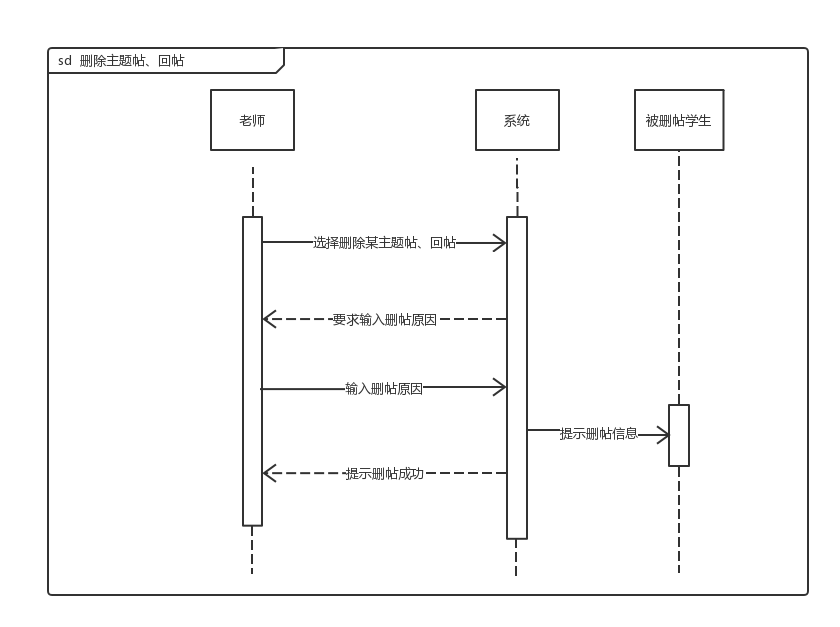 sd 删除主题帖、回帖
老师
系统
被删帖学生
选择删除某主题帖、回帖
要求输入删帖原因
输入删帖原因
提示删帖信息
提示删帖成功